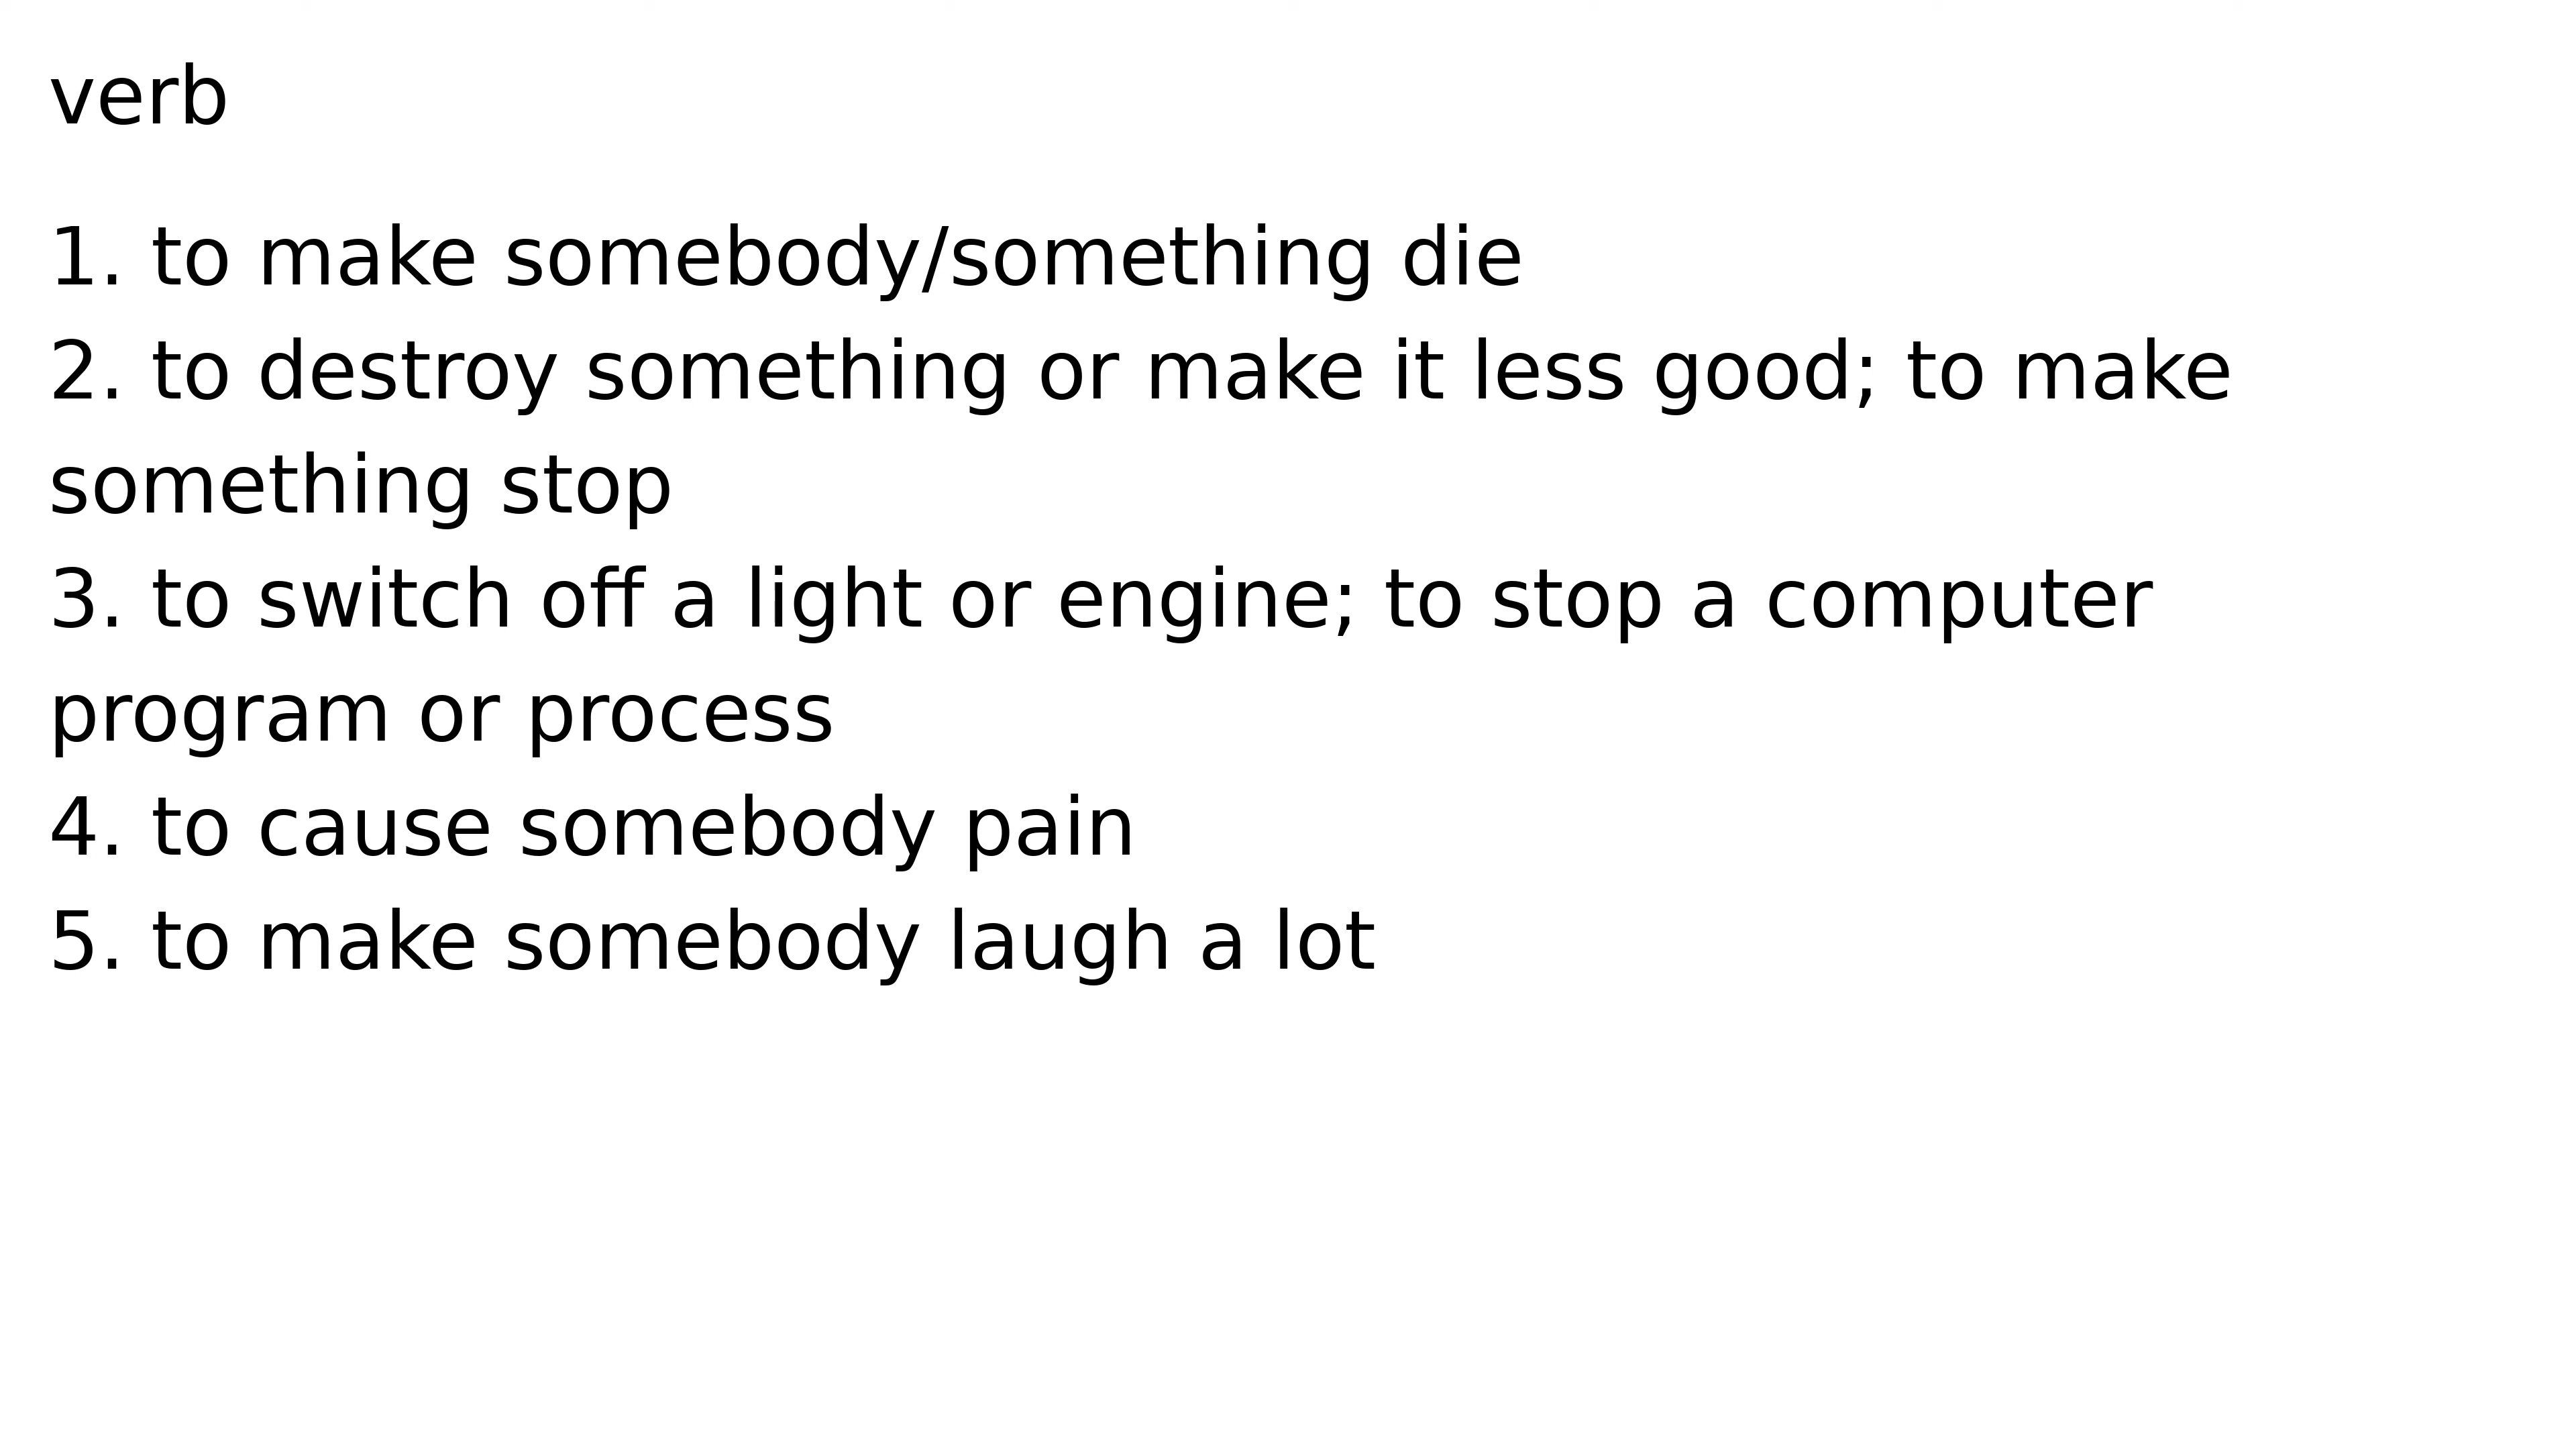 verb
1. to make somebody/something die
2. to destroy something or make it less good; to make
something stop
3. to switch off a light or engine; to stop a computer
program or process
4. to cause somebody pain
5. to make somebody laugh a lot